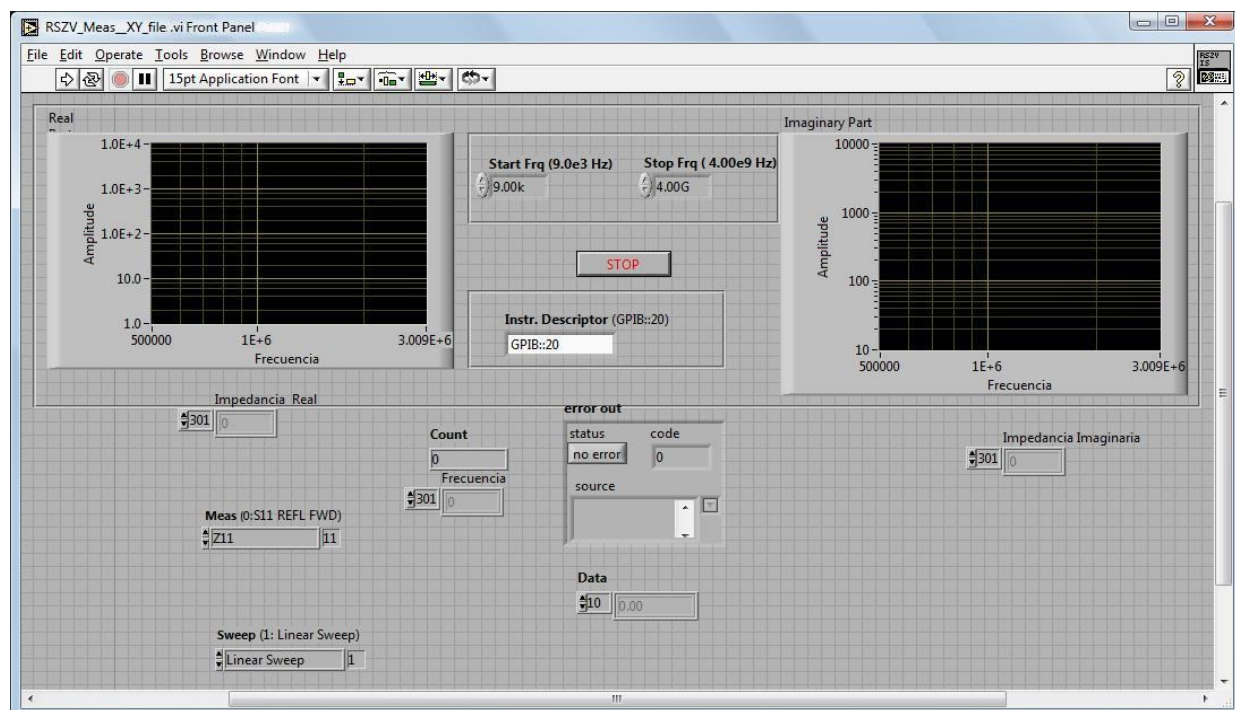 RSZV_Meas__XY_file..vi Front Panel
File Edit Operate Tools Browse Window Help
15pt Application Font
RSZV
Real
1.0E+4
1.0E+3
1.0E+2
10.0
1.0
Amplitude
500000 1E+6 3.009E+6
Frecuencia
Start Frq (9.0e3 Hz) Stop Frq ( 4.00e9 Hz)
9.00k 4.00G
STOP
Instr. Descriptor (GPIB::20)
GPIB::20
Imaginary Part
10000
1000
100
10
Amplitude
500000 1E+6 3.009E+6
Frecuencia
Impedancia Real
301 0
Count
0
Frecuencia
301 0
error out
status code
no error 0
source
Impedancia Imaginaria
301 0
Meas (0:S11 REFL FWD)
Z11 11
Data
10 0.00
Sweep (1: Linear Sweep)
Linear Sweep 1